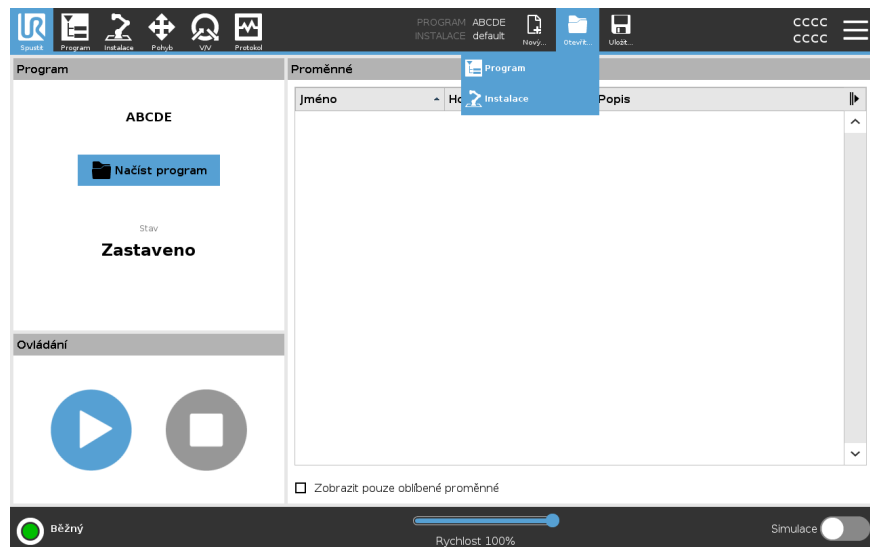 Spustit Program Instalace Pohyb V/V Protokol
PROGRAM ABCDE
INSTALACE default
Nový... Otevřít... Uložit...
CCCC
CCCC
Program
ABCDE
Načíst program
Stav
Zastaveno
Ovládání
Proměnné
Program
Instalace
Jméno Ho Popis
Zobrazit pouze oblíbené proměnné
Běžný
Rychlost 100%
Simulace